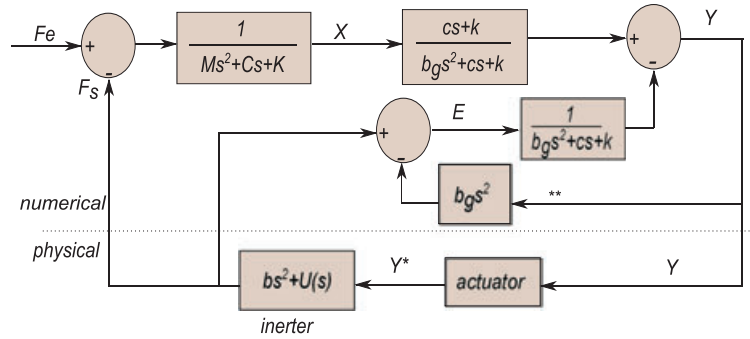 Fe
+
-
Fs
1
Ms²+Cs+K
X
cs+k
bgs²+cs+k
+
-
Y
+
-
E
1
bgs²+cs+k
bgs²
**
numerical
physical
bs²+U(s)
inerter
Y*
actuator
Y